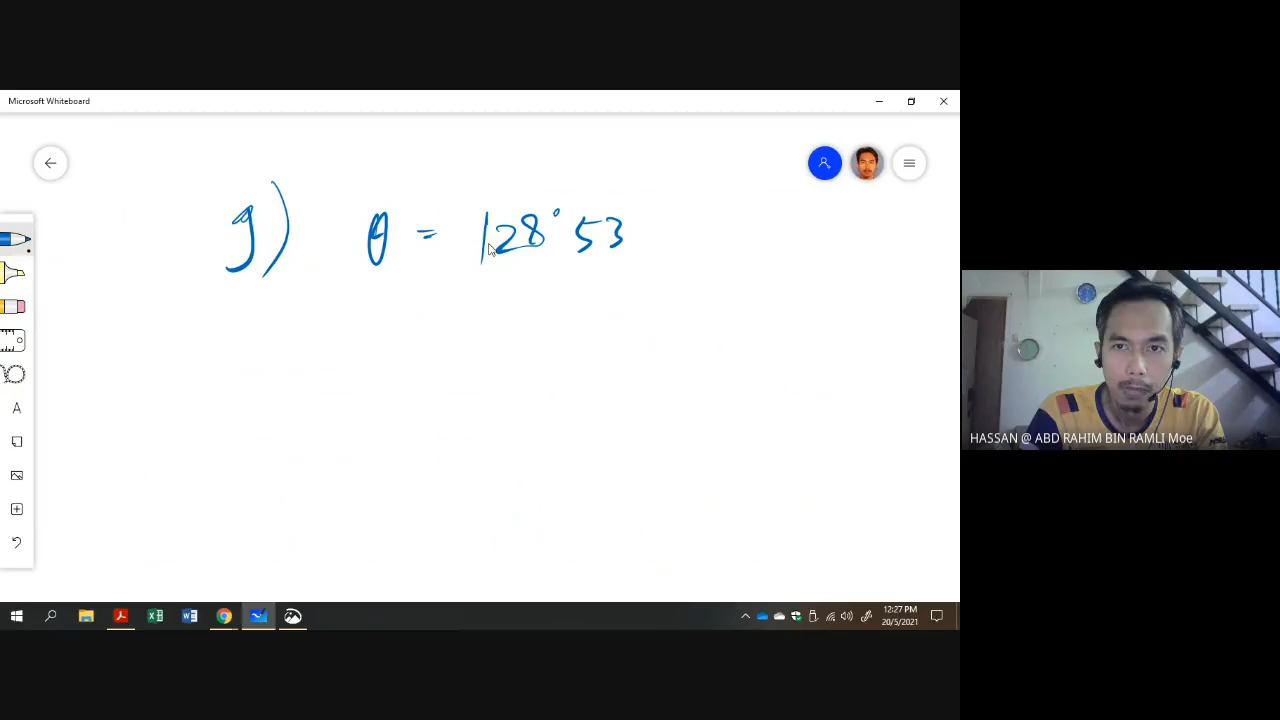 Microsoft Whiteboard
g) θ = 128° 53
A
HASSAN @ ABD RAHIM BIN RAMLI Moe
12:27 PM
20/5/2021